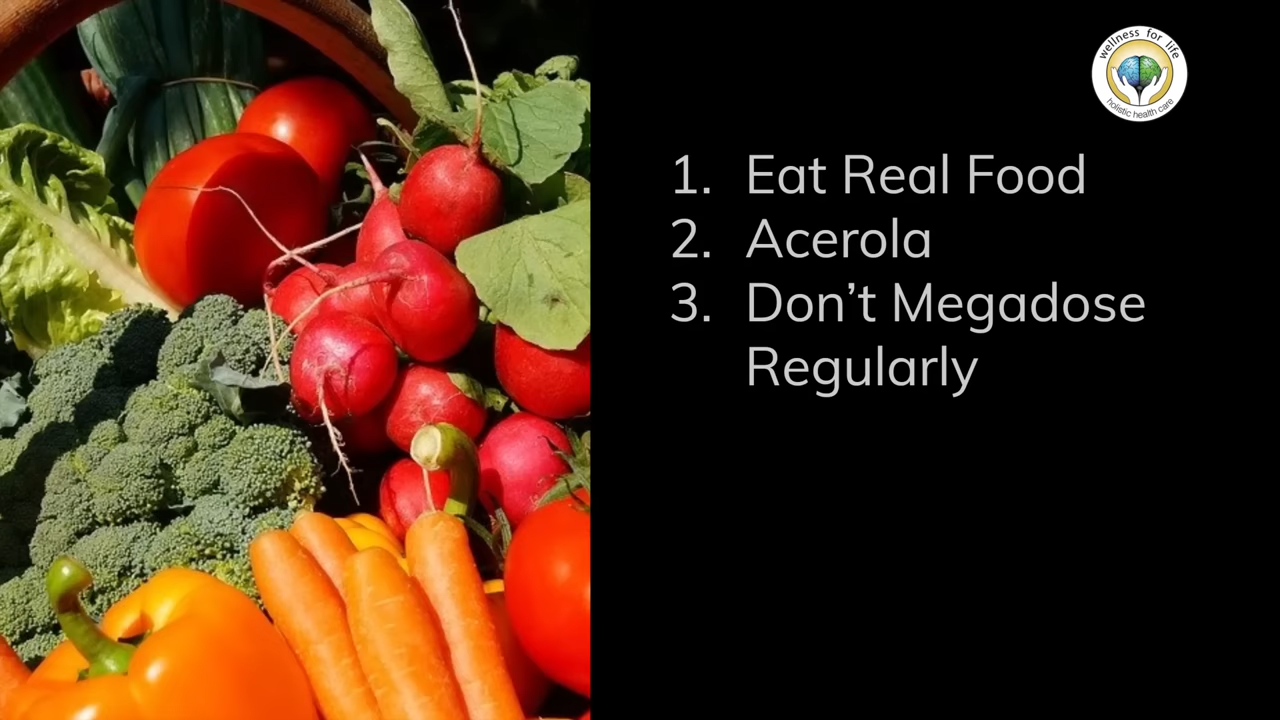 wellness for life
holistic health care
1. Eat Real Food
2. Acerola
3. Don’t Megadose
Regularly